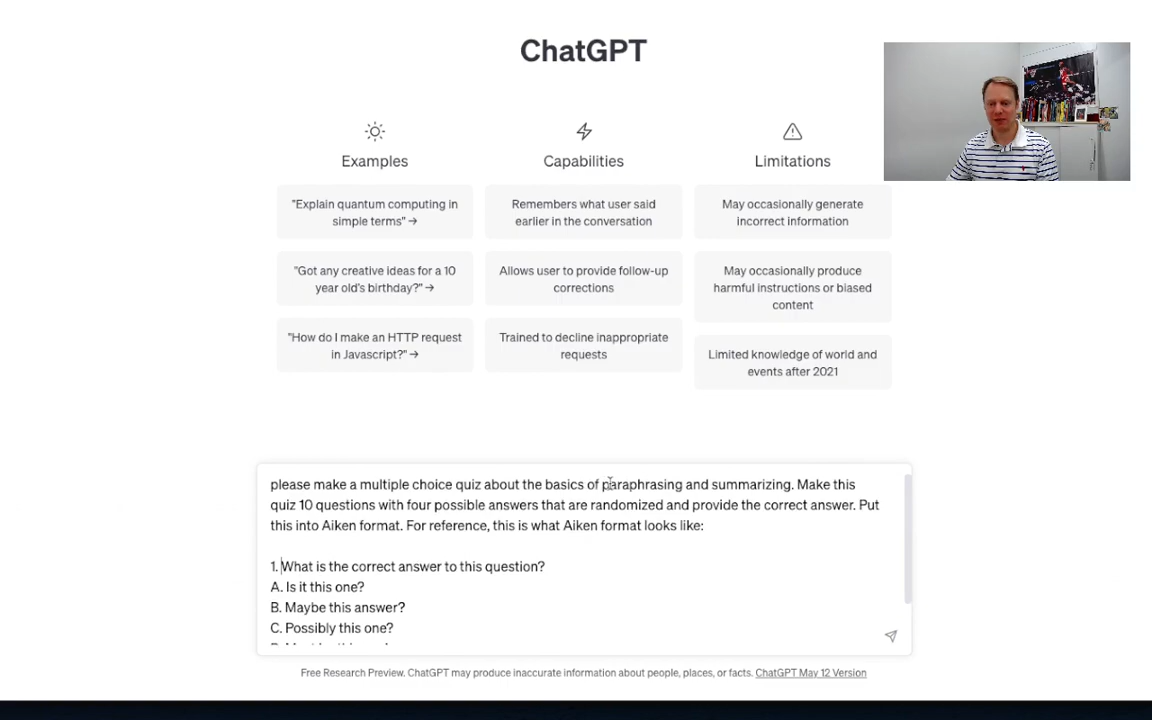 ChatGPT
Examples
Capabilities
Limitations
"Explain quantum computing in
simple terms" →
Remembers what user said
earlier in the conversation
May occasionally generate
incorrect information
"Got any creative ideas for a 10
year old's birthday?" →
Allows user to provide follow-up
corrections
May occasionally produce
harmful instructions or biased
content
"How do I make an HTTP request
in Javascript?" →
Trained to decline inappropriate
requests
Limited knowledge of world and
events after 2021
please make a multiple choice quiz about the basics of paraphrasing and summarizing. Make this
quiz 10 questions with four possible answers that are randomized and provide the correct answer. Put
this into Aiken format. For reference, this is what Aiken format looks like:
1. What is the correct answer to this question?
A. Is it this one?
B. Maybe this answer?
C. Possibly this one?
Free Research Preview. ChatGPT may produce inaccurate information about people, places, or facts. ChatGPT May 12 Version